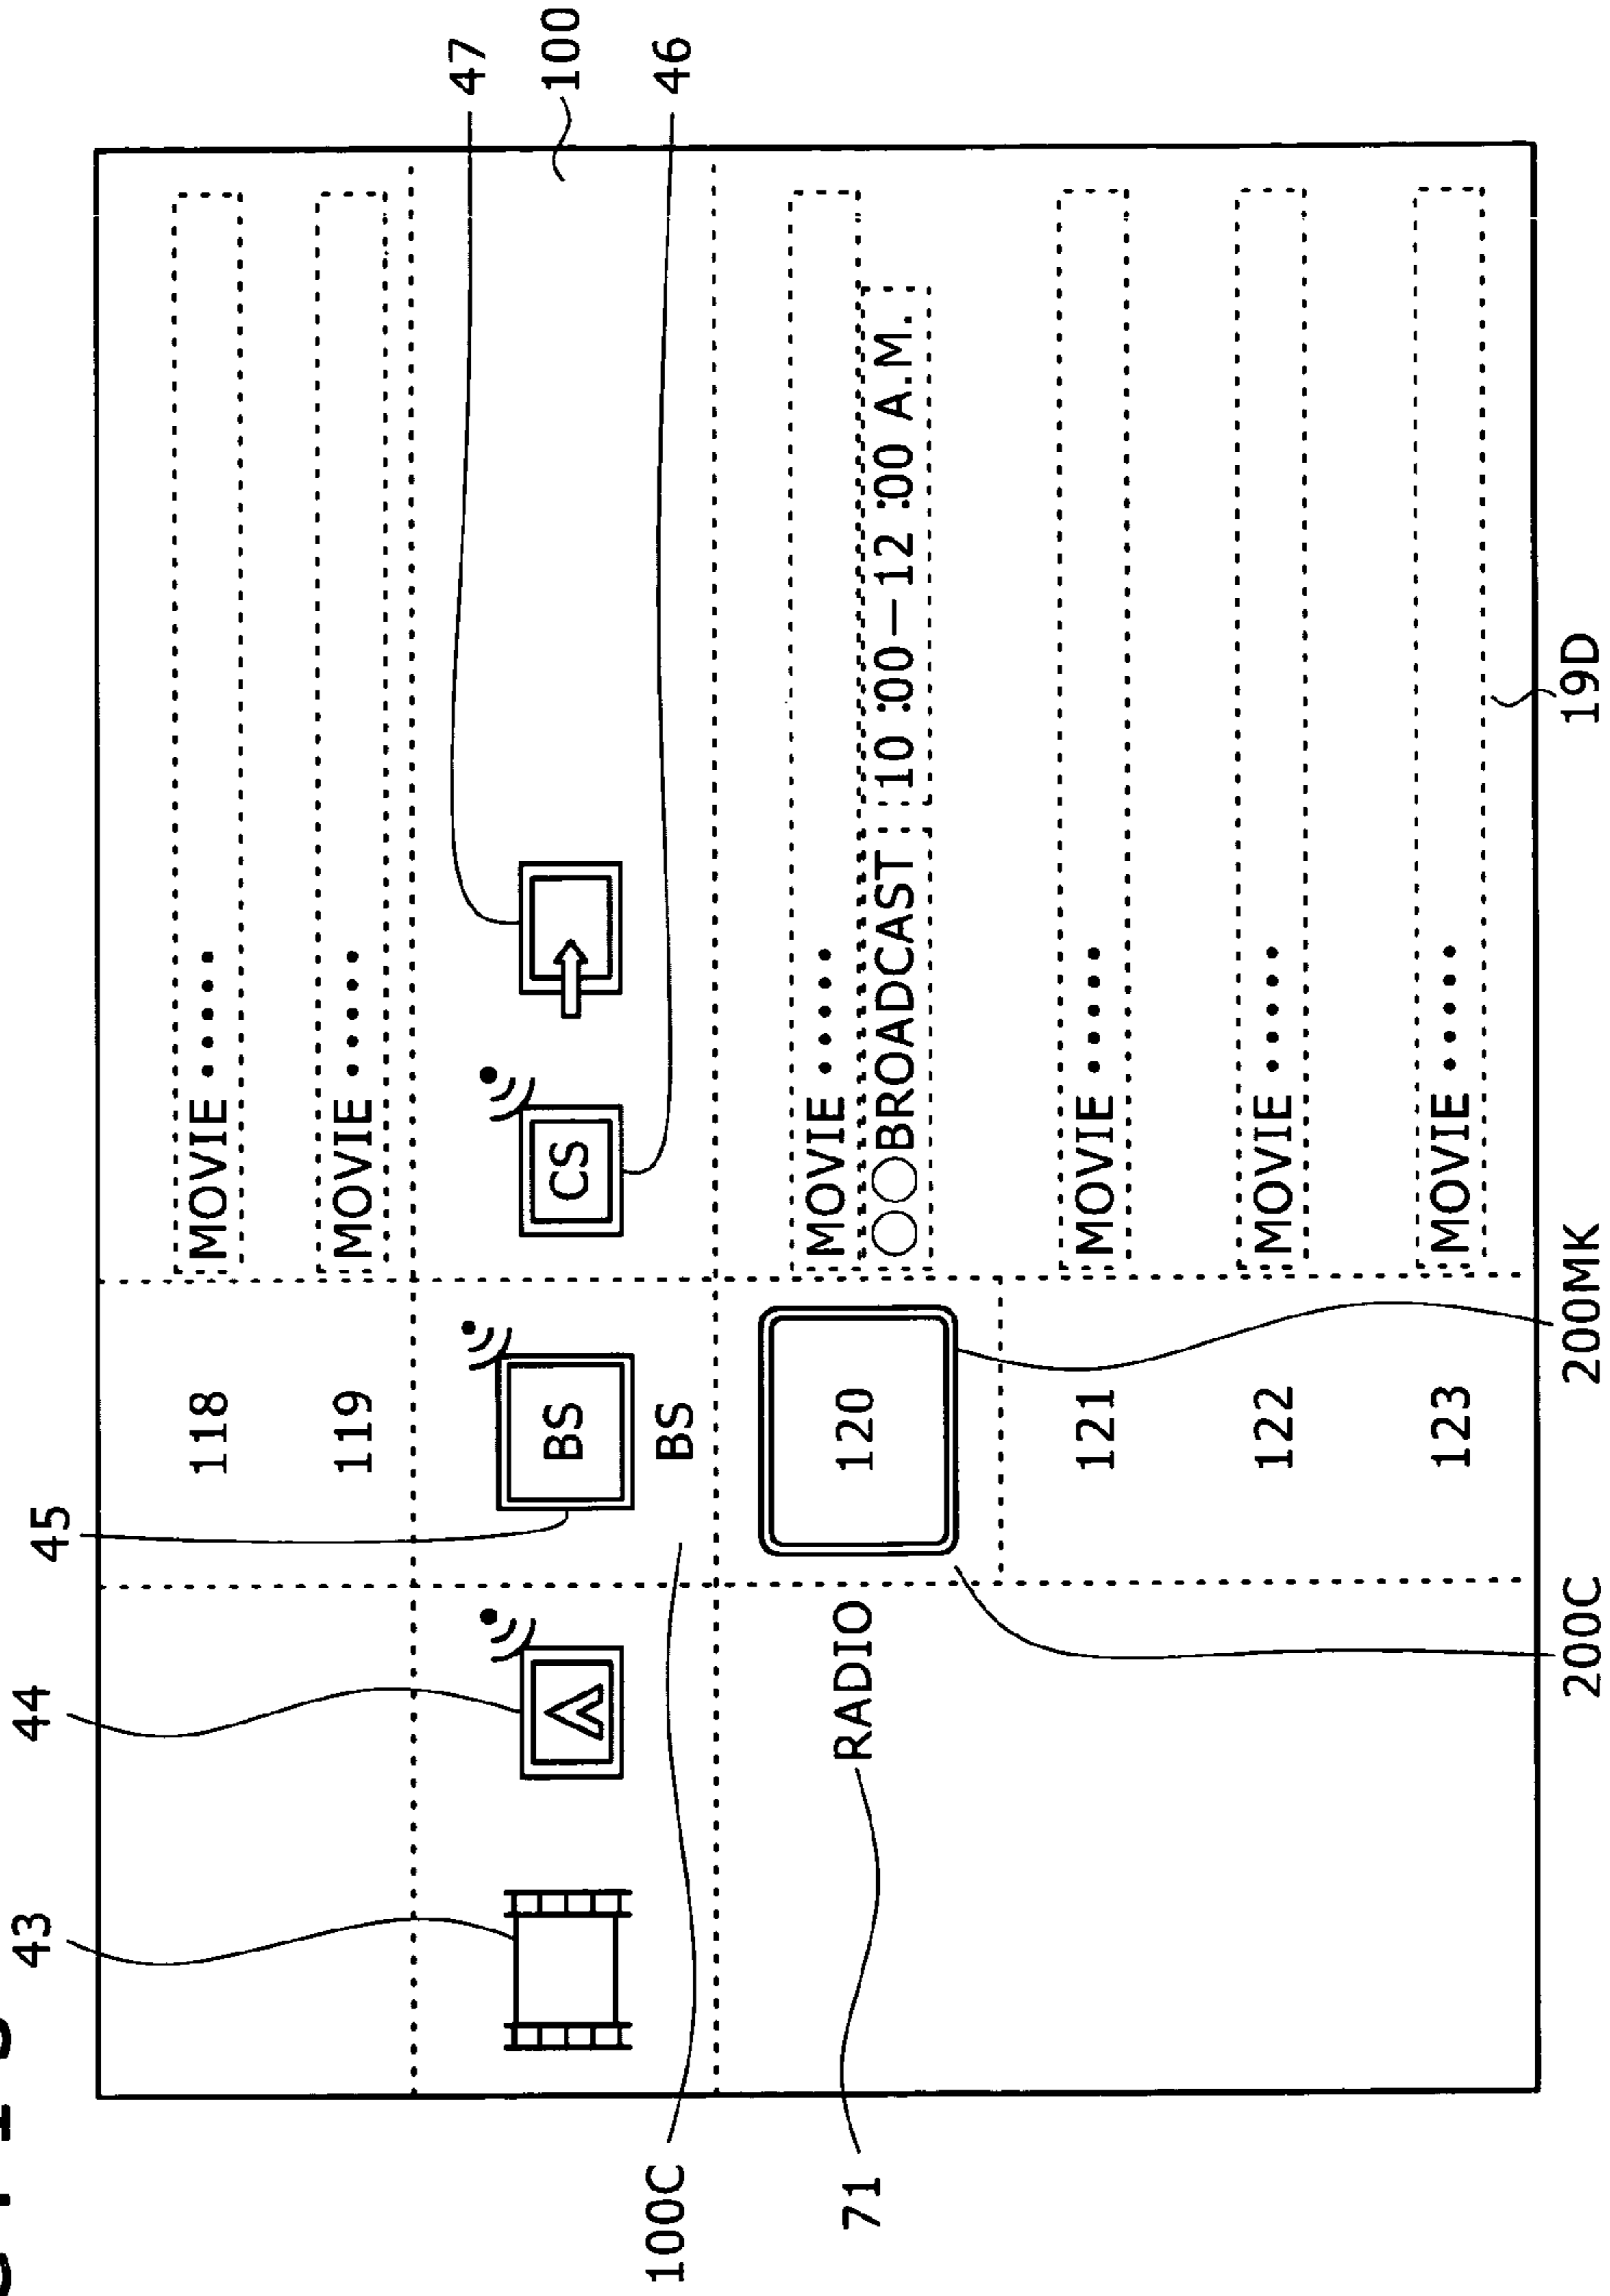 43
44
45
47
100
46
118 MOVIE •••••
119 MOVIE •••••
BS
CS
BS
100C
71
RADIO
120
MOVIE •••••
○○BROADCAST 10:00—12:00 A.M.
121 MOVIE •••••
122 MOVIE •••••
123 MOVIE •••••
200C
200MK
19D